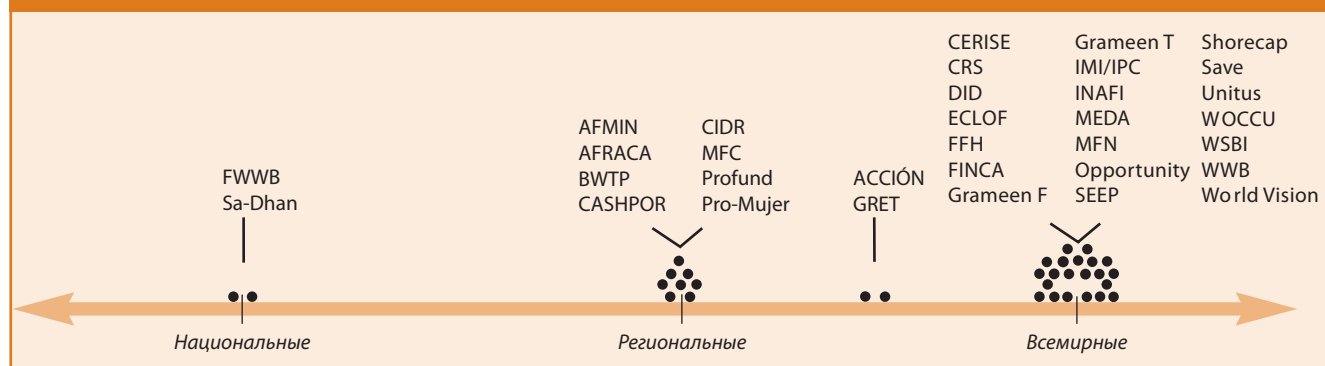 FWWB
Sa-Dhan
AFMIN
AFRACA
BWTP
CASHPOR
CIDR
MFC
Profund
Pro-Mujer
ACCIÓN
GRET
CERISE
CRS
DID
ECLOF
FFH
FINCA
Grameen F
Grameen T
IMI/IPC
INAFI
MEDA
MFN
Opportunity
SEEP
Shorecap
Save
Unitus
WOCCU
WSBI
WWB
World Vision
Национальные
Региональные
Всемирные